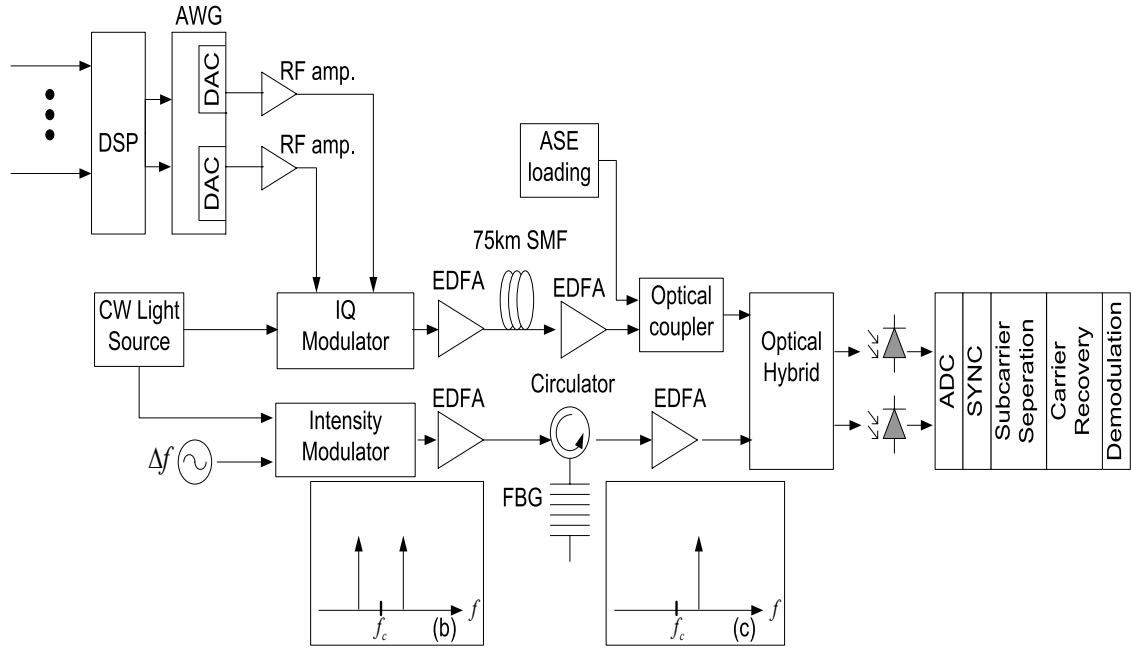 AWG
DAC
RF amp.
DSP
DAC
RF amp.
ASE
loading
75km SMF
EDFA
EDFA
CW Light
Source
IQ
Modulator
Optical
coupler
Optical
Hybrid
ADC
SYNC
Subcarrier
Seperation
Carrier
Recovery
Demodulation
Circulator
EDFA
EDFA
Intensity
Modulator
Δf
FBG
f
f_c
(b)
f
f_c
(c)